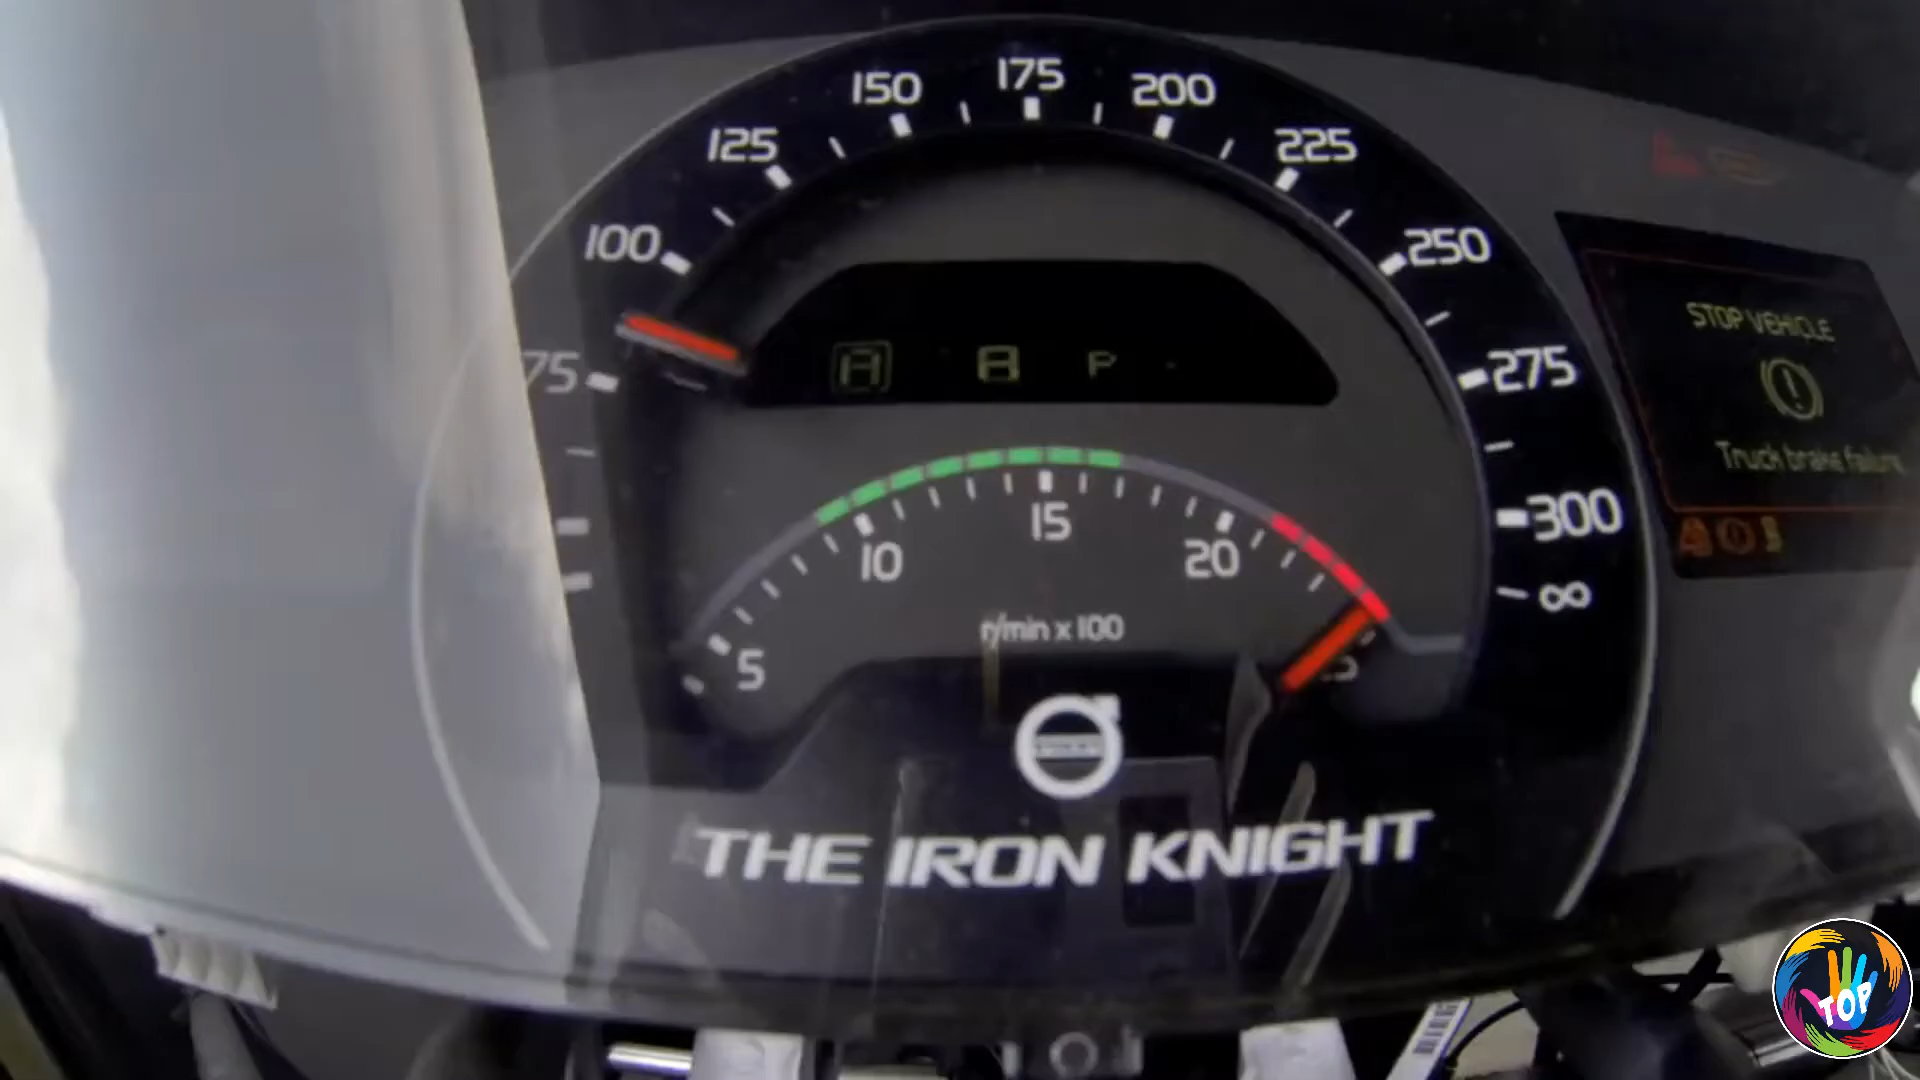 150 175 200
125 225
100 250
75 275
A 8 P
STOP VEHICLE
Truck brake failure
300
∞
5 10 15 20
r/min x 100
THE IRON KNIGHT
TOP